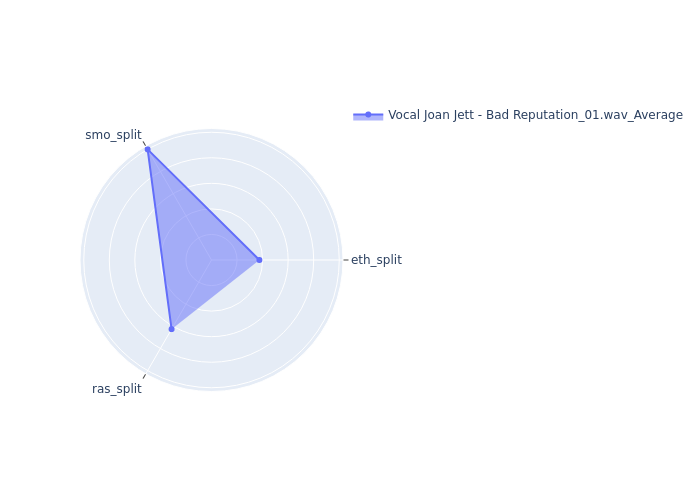 Vocal Joan Jett - Bad Reputation_01.wav_Average
smo_split
eth_split
ras_split